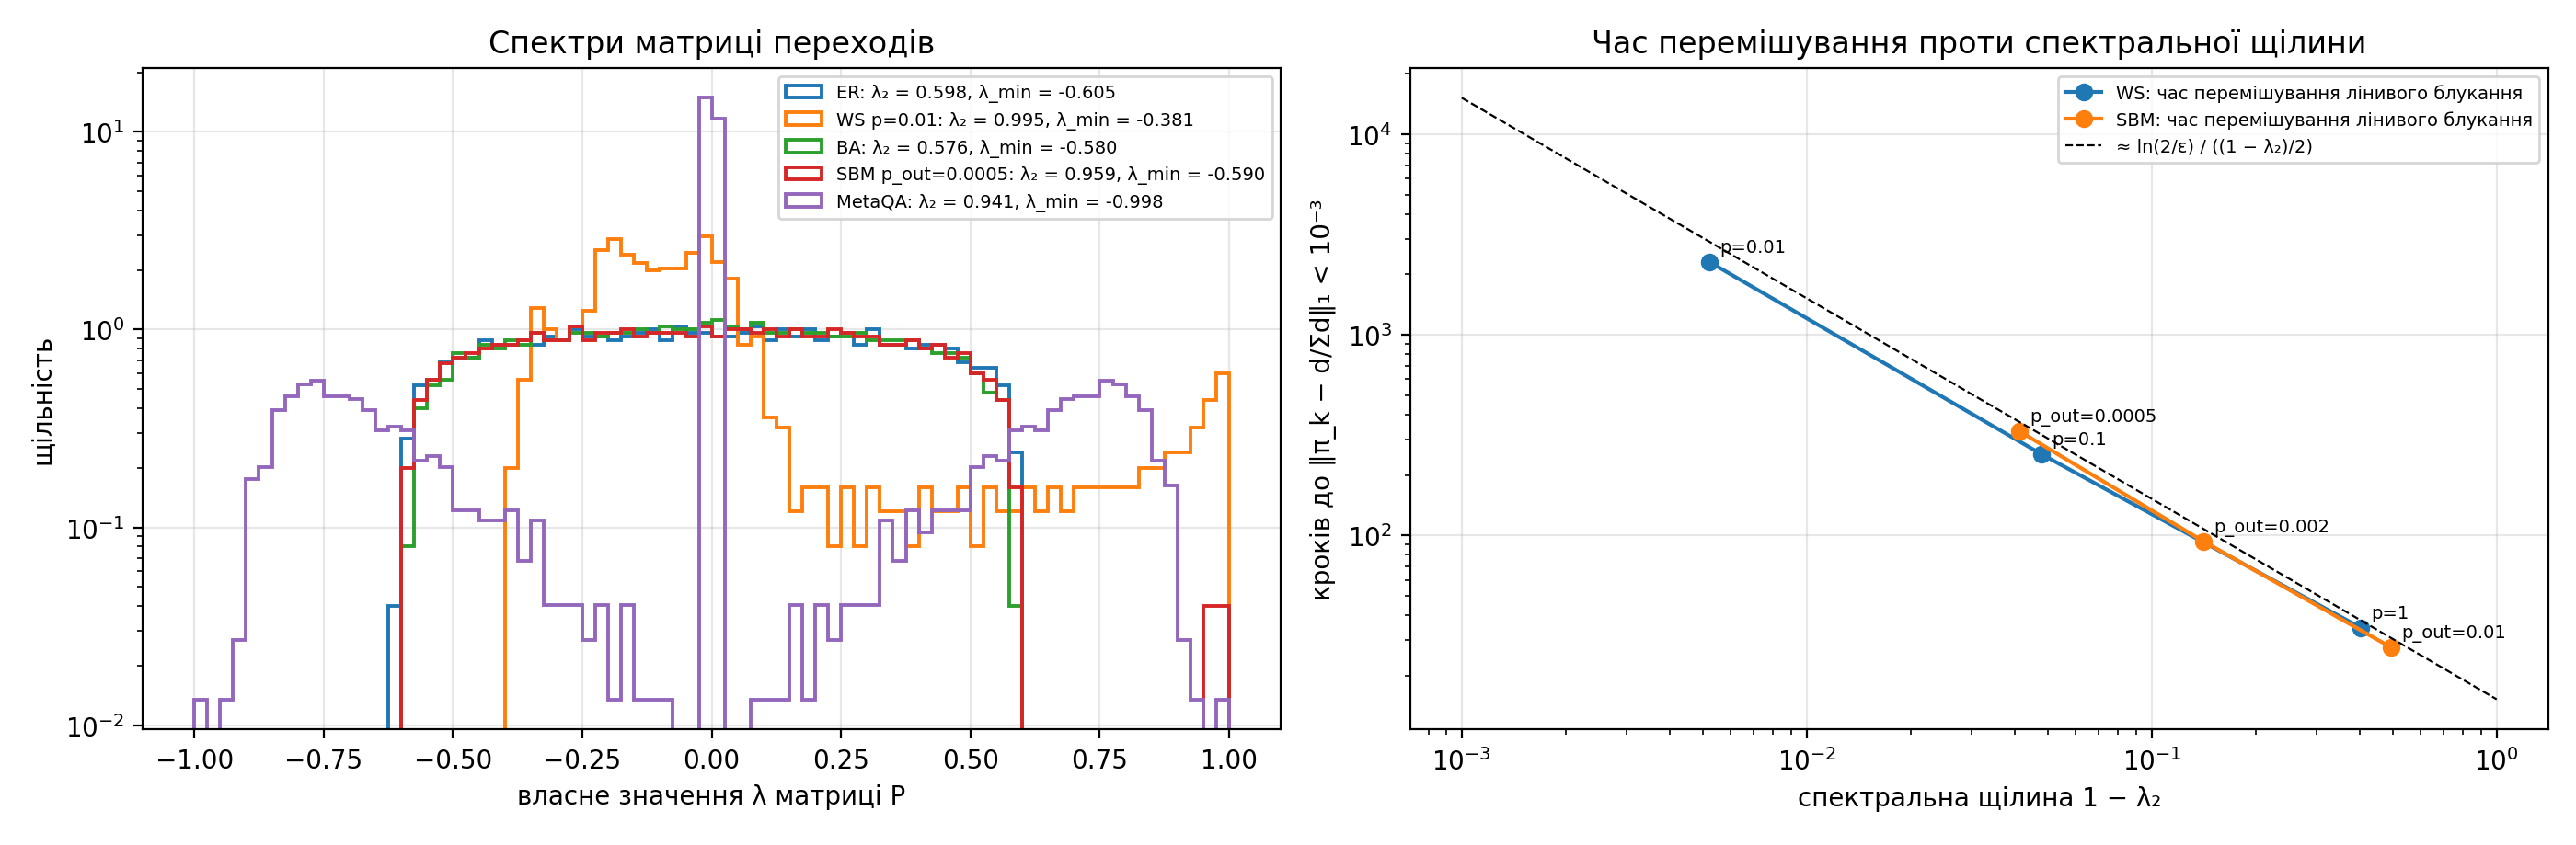 Спектри матриці переходів
ER: λ₂ = 0.598, λ_min = -0.605
WS p=0.01: λ₂ = 0.995, λ_min = -0.381
BA: λ₂ = 0.576, λ_min = -0.580
SBM p_out=0.0005: λ₂ = 0.959, λ_min = -0.590
MetaQA: λ₂ = 0.941, λ_min = -0.998
щільність
10¹
10⁰
10⁻¹
10⁻²
−1.00 −0.75 −0.50 −0.25 0.00 0.25 0.50 0.75 1.00
власне значення λ матриці P
Час перемішування проти спектральної щілини
WS: час перемішування лінивого блукання
SBM: час перемішування лінивого блукання
≈ ln(2/ε) / ((1 − λ₂)/2)
кроків до ‖π_k − d/Σd‖₁ < 10⁻³
10⁴
10³
10²
p=0.01
p_out=0.0005
p=0.1
p_out=0.002
p=1
p_out=0.01
10⁻³ 10⁻² 10⁻¹ 10⁰
спектральна щілина 1 − λ₂